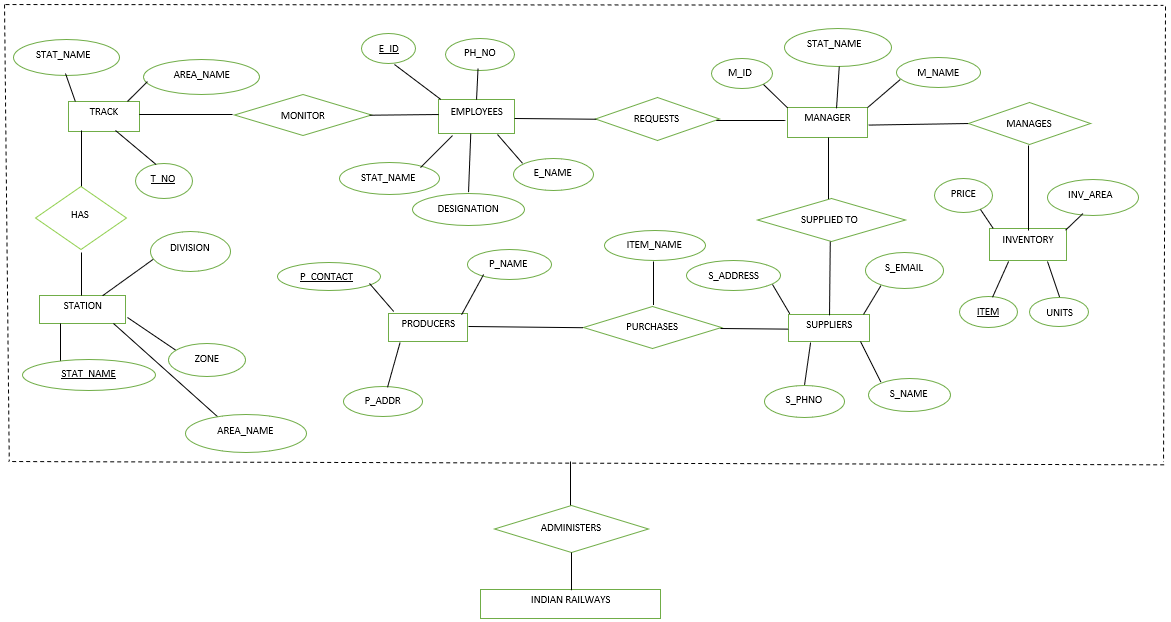 STAT_NAME
AREA_NAME
TRACK
T_NO
MONITOR
E_ID
PH_NO
EMPLOYEES
STAT_NAME
DESIGNATION
E_NAME
REQUESTS
M_ID
STAT_NAME
M_NAME
MANAGER
MANAGES
PRICE
INV_AREA
INVENTORY
ITEM
UNITS
HAS
SUPPLIED TO
DIVISION
STATION
ZONE
STAT_NAME
AREA_NAME
P_CONTACT
P_NAME
PRODUCERS
P_ADDR
ITEM_NAME
PURCHASES
S_ADDRESS
S_EMAIL
SUPPLIERS
S_PHNO
S_NAME
ADMINISTERS
INDIAN RAILWAYS